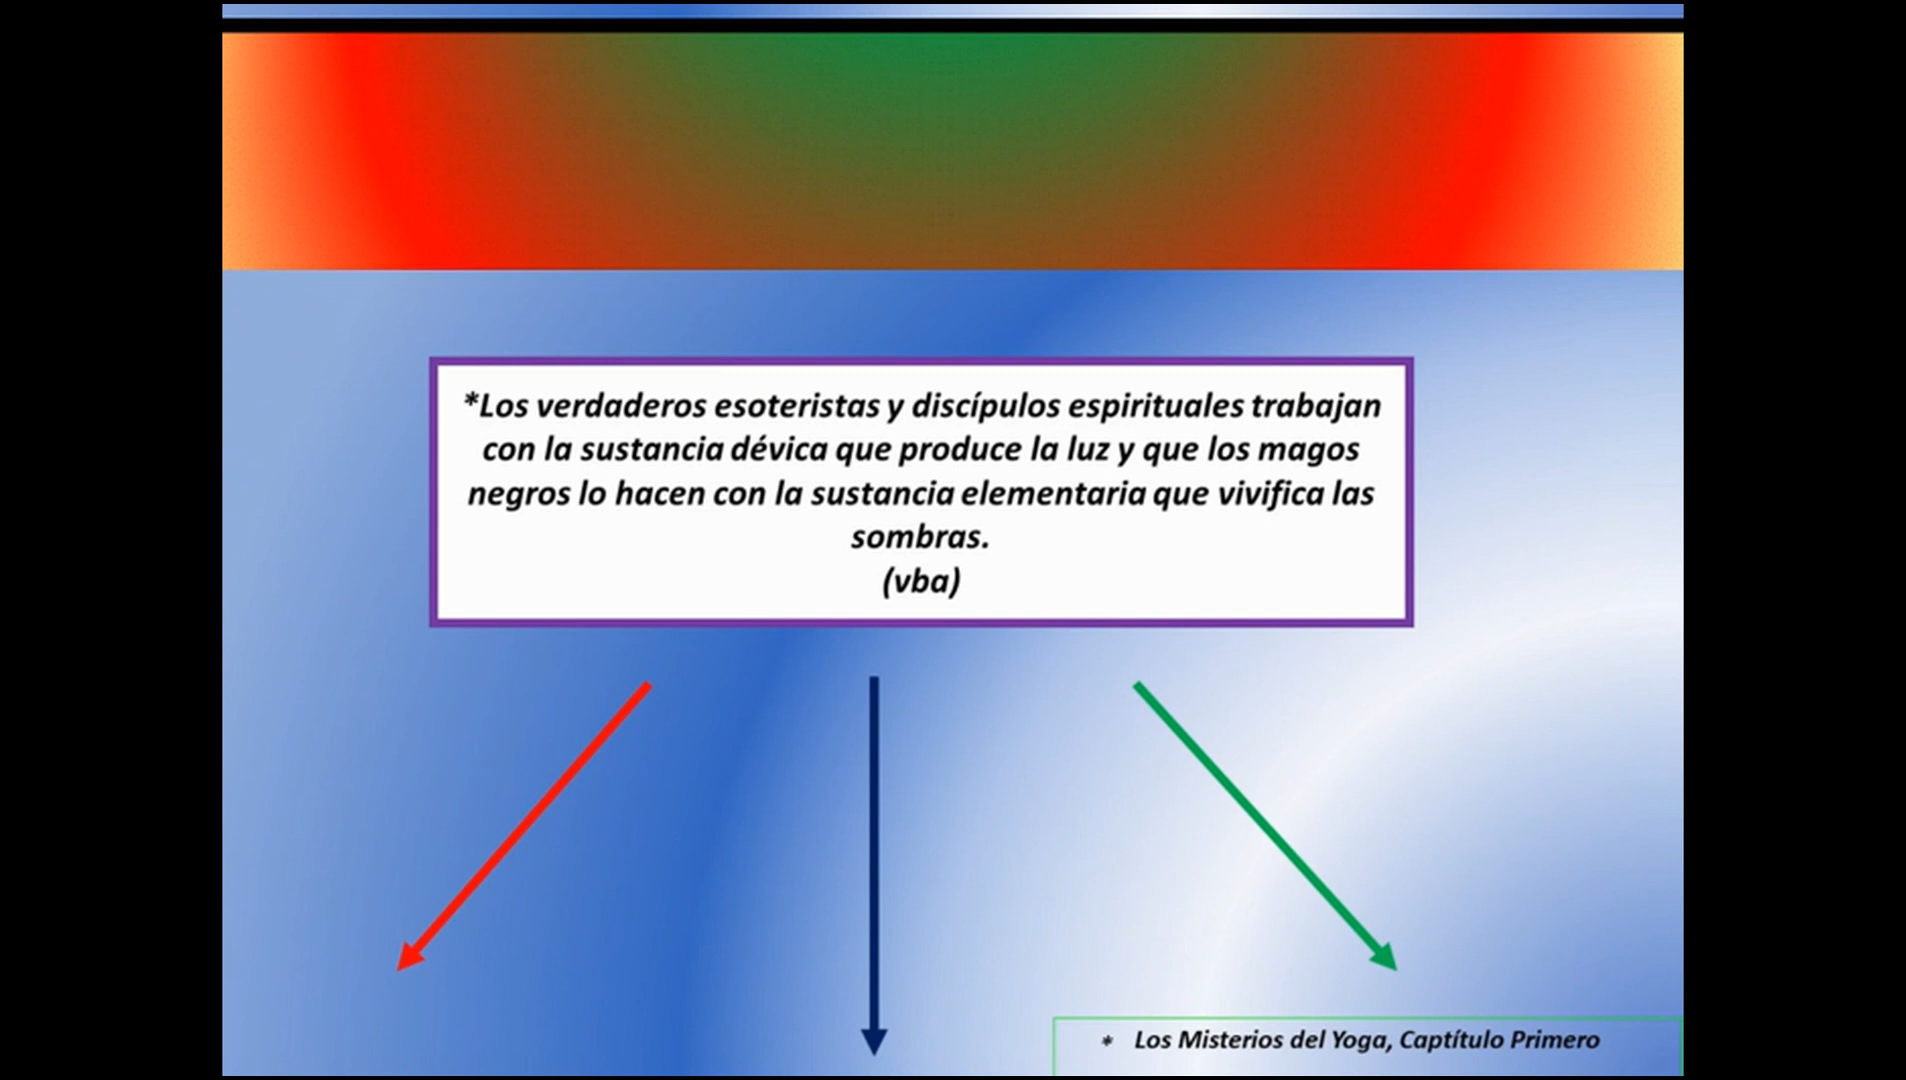 *Los verdaderos esoteristas y discípulos espirituales trabajan
con la sustancia dévica que produce la luz y que los magos
negros lo hacen con la sustancia elementaria que vivifica las
sombras.
(vba)
* Los Misterios del Yoga, Captítulo Primero